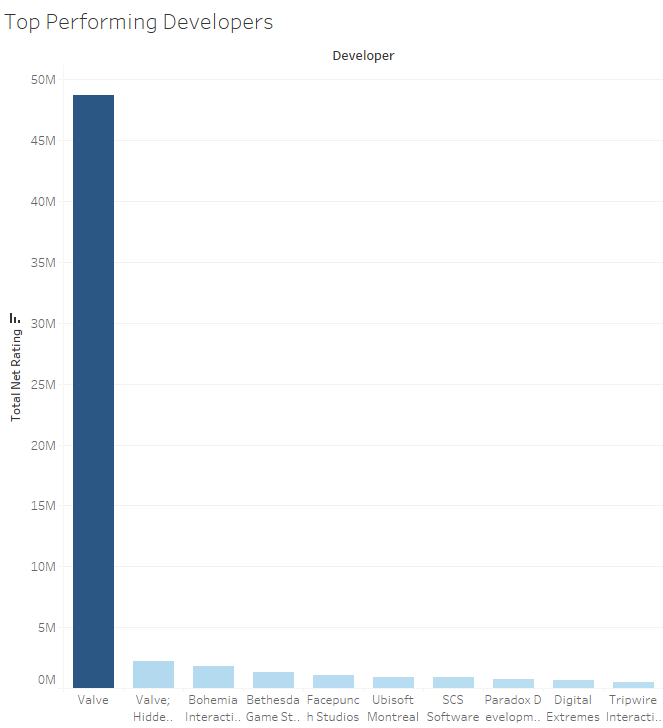 Top Performing Developers
Developer
Total Net Rating
50M
45M
40M
35M
30M
25M
20M
15M
10M
5M
0M
Valve
Valve;
Hidde..
Bohemia
Interacti..
Bethesda
Game St..
Facepunc
h Studios
Ubisoft
Montreal
SCS
Software
Paradox D
evelopm..
Digital
Extremes
Tripwire
Interacti..